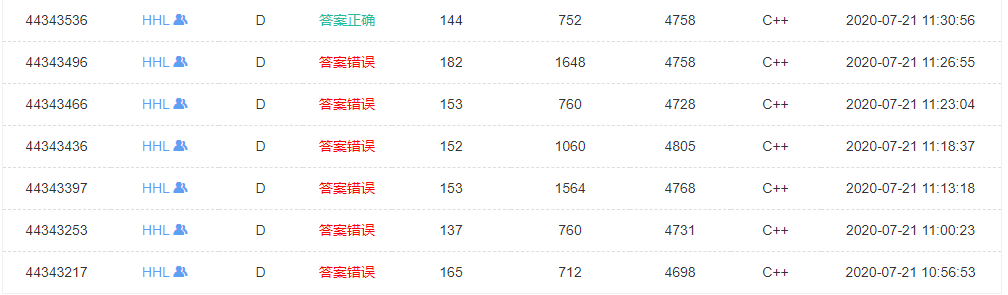 44343536 HHL D 答案正确 144 752 4758 C++ 2020-07-21 11:30:56
44343496 HHL D 答案错误 182 1648 4758 C++ 2020-07-21 11:26:55
44343466 HHL D 答案错误 153 760 4728 C++ 2020-07-21 11:23:04
44343436 HHL D 答案错误 152 1060 4805 C++ 2020-07-21 11:18:37
44343397 HHL D 答案错误 153 1564 4768 C++ 2020-07-21 11:13:18
44343253 HHL D 答案错误 137 760 4731 C++ 2020-07-21 11:00:23
44343217 HHL D 答案错误 165 712 4698 C++ 2020-07-21 10:56:53